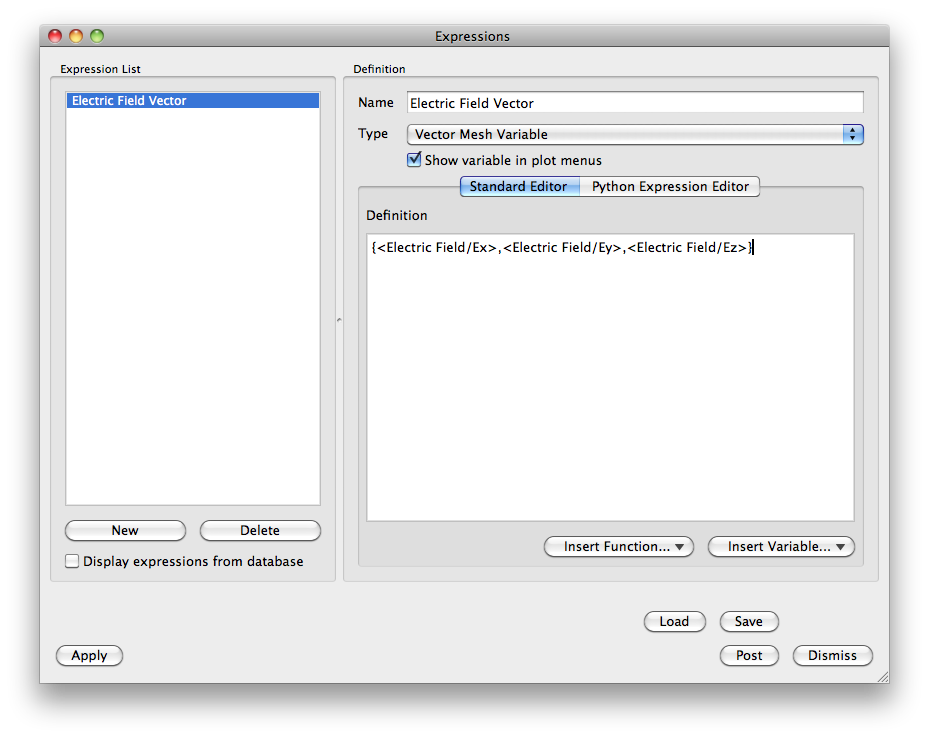 Expressions
Expression List
Electric Field Vector
New
Delete
Display expressions from database
Definition
Name
Electric Field Vector
Type
Vector Mesh Variable
Show variable in plot menus
Standard Editor
Python Expression Editor
Definition
{<Electric Field/Ex>,<Electric Field/Ey>,<Electric Field/Ez>}
Insert Function...
Insert Variable...
Load
Save
Apply
Post
Dismiss